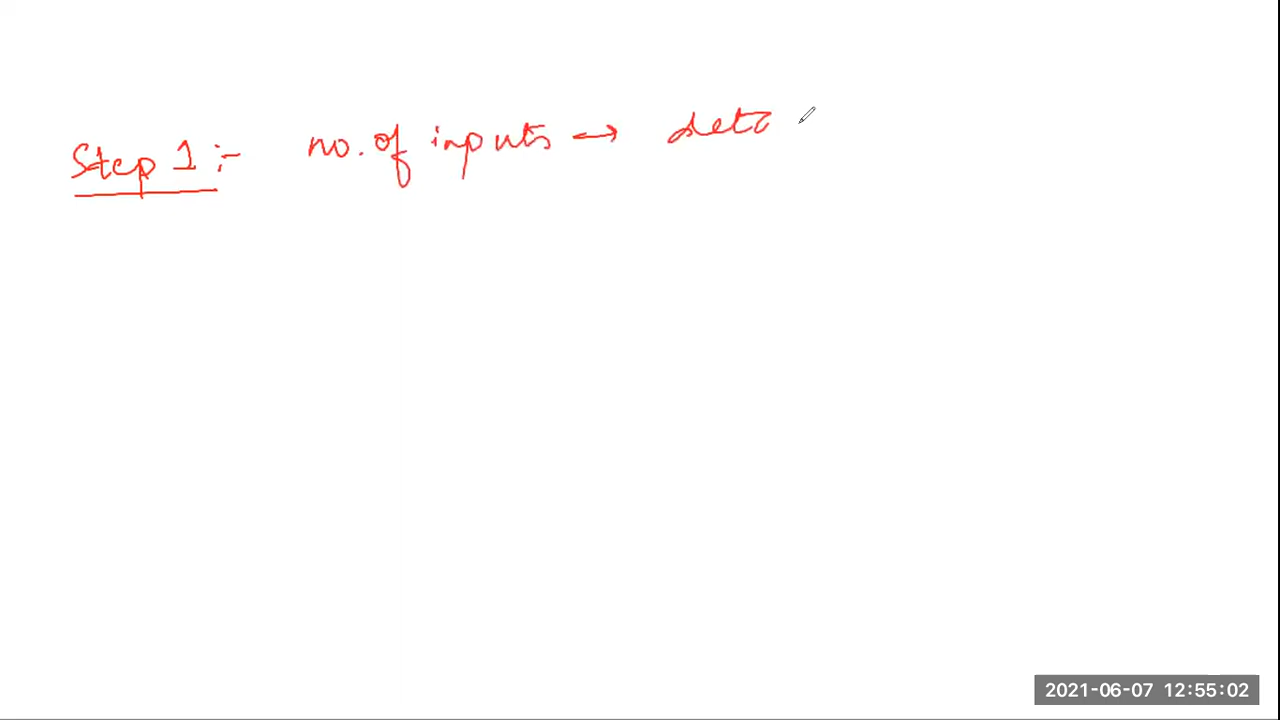 Step 1 :- no. of inputs ↔ deta
2021-06-07 12:55:02